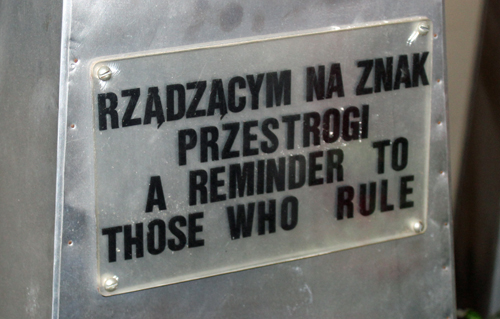 RZĄDZĄCYM NA ZNAK
PRZESTROGI
A REMINDER TO
THOSE WHO RULE